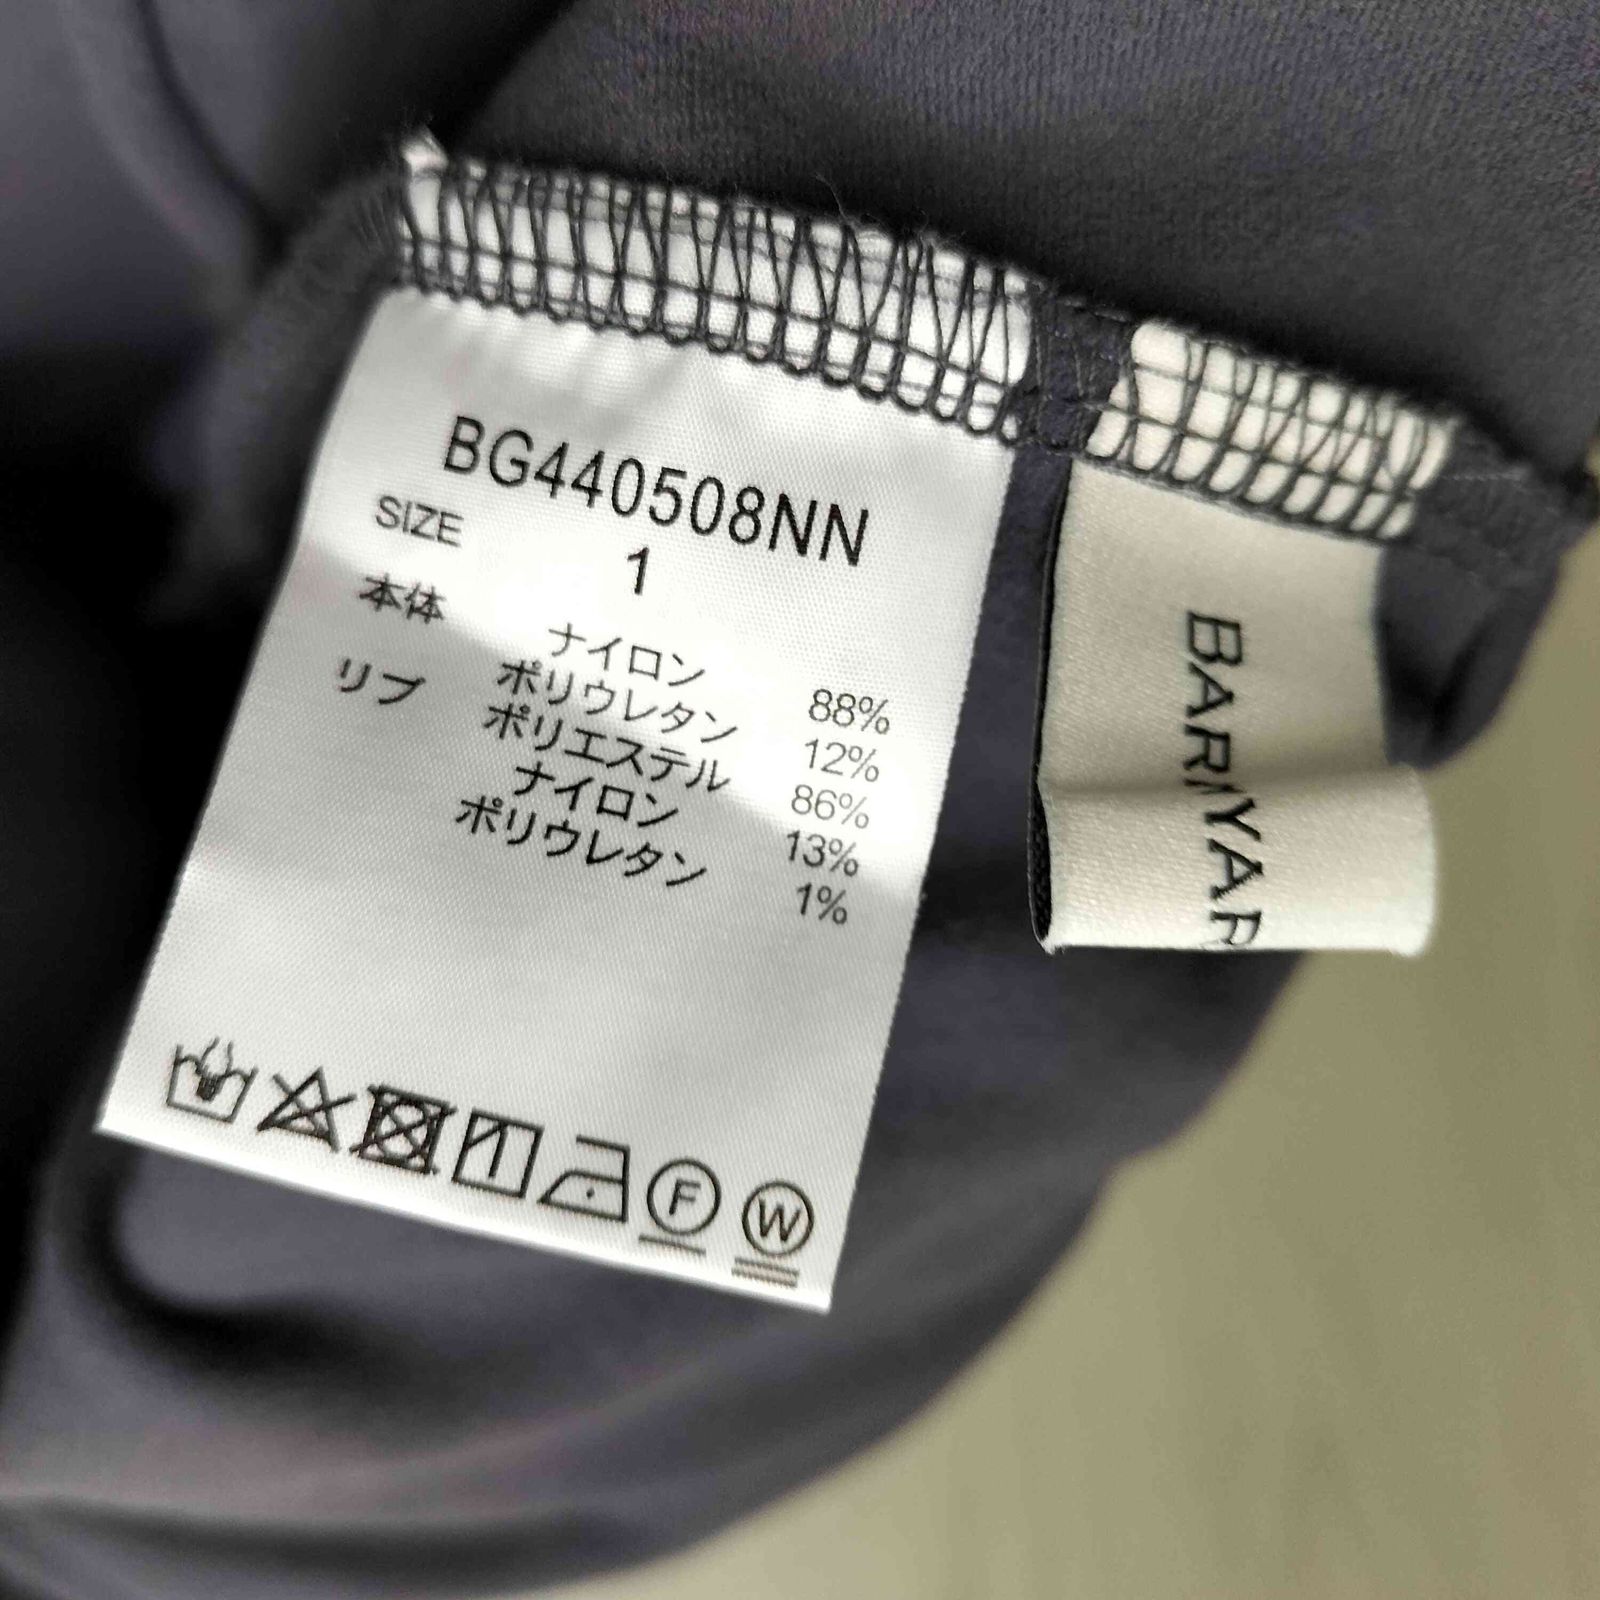 BG440508NN
SIZE 1
本体 ナイロン 88%
ポリウレタン 12%
リブ ポリエステル 86%
ナイロン 13%
ポリウレタン 1%
F
W